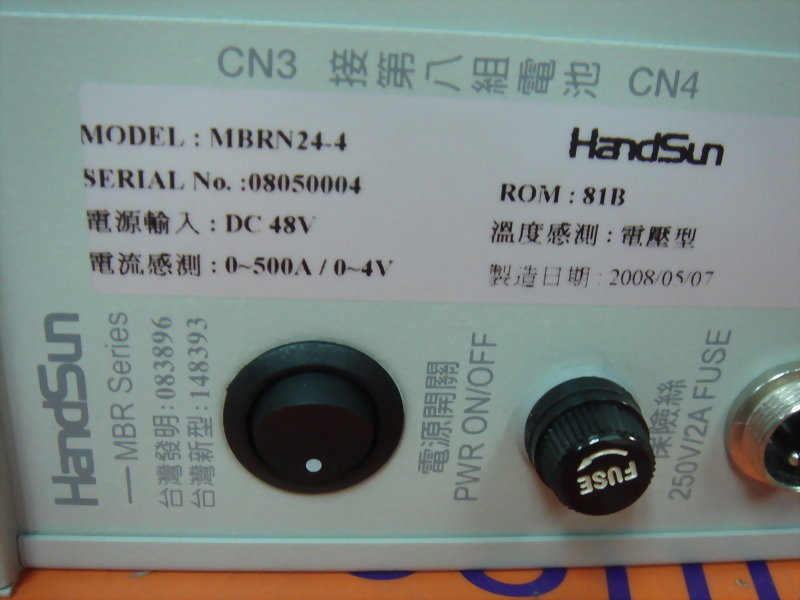 CN3 接第八組電池 CN4
MODEL : MBRN24-4
HandSun
SERIAL No. :08050004
ROM : 81B
電源輸入 : DC 48V
溫度感測 : 電壓型
電流感測 : 0~500A / 0~4V
製造日期 : 2008/05/07
HandSun
—MBR Series
台灣發明:083896
台灣新型:148393
電源開關
PWR ON/OFF
FUSE
保險絲
250V/2A FUSE